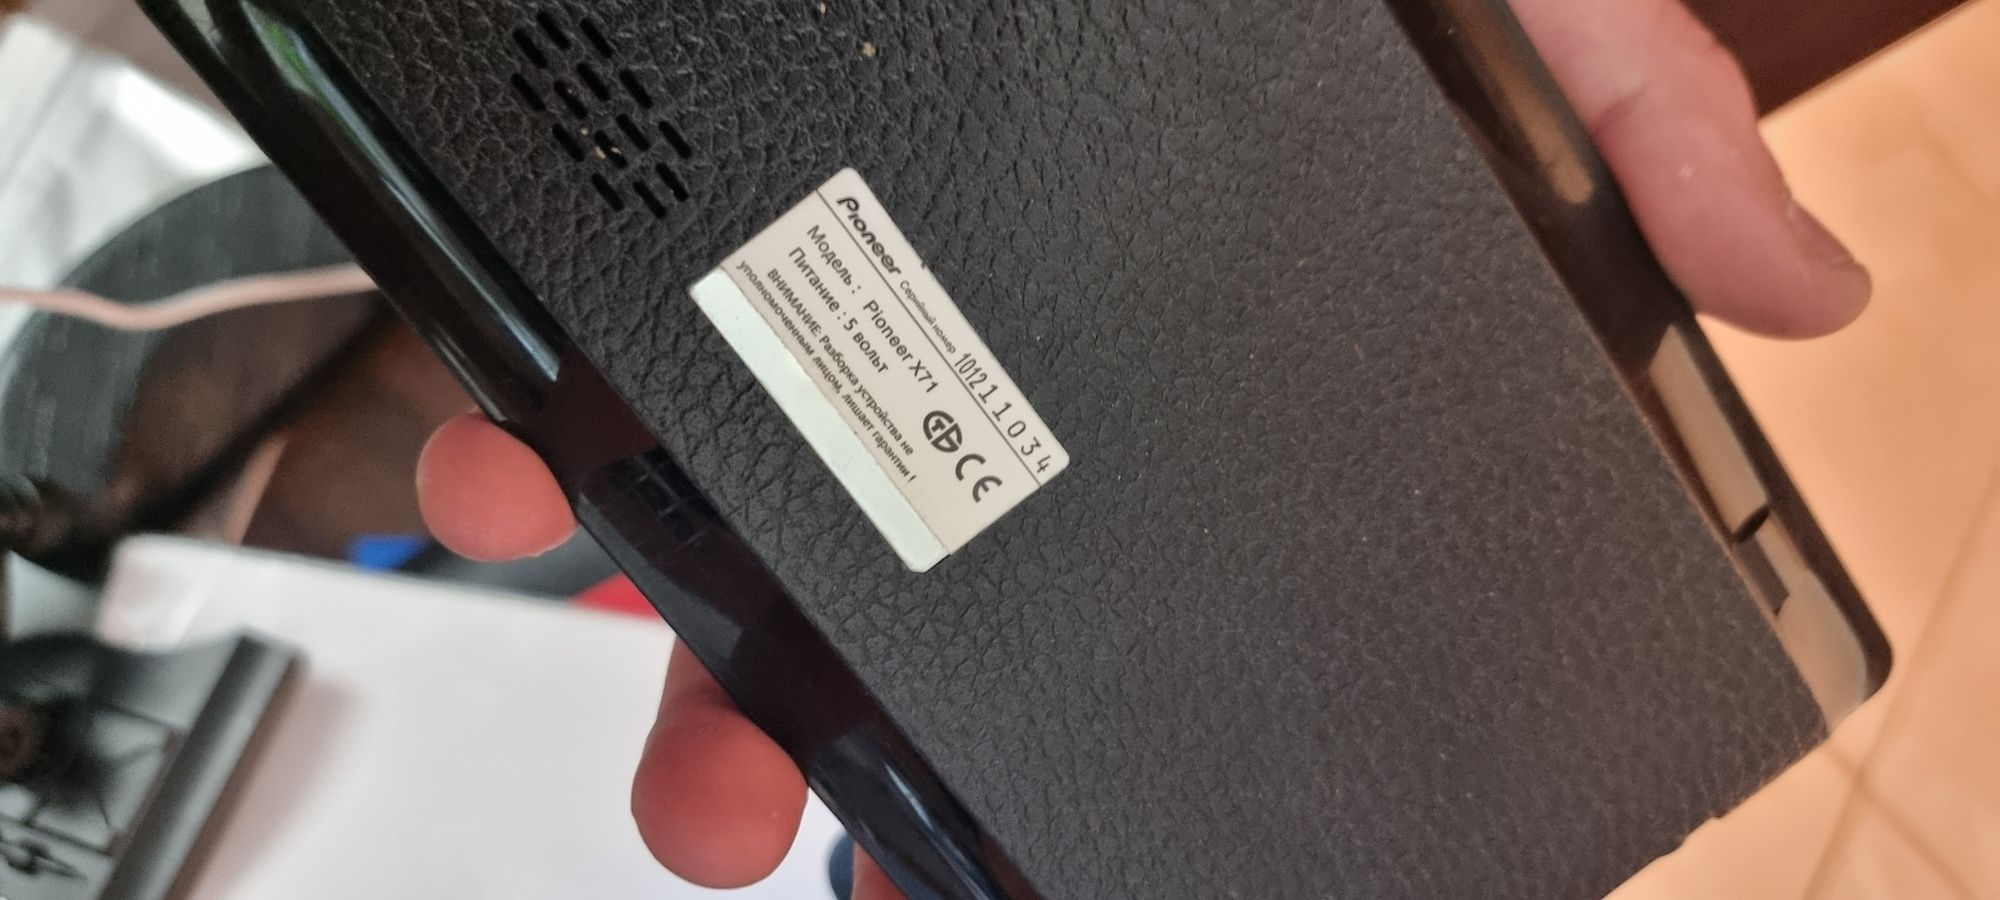 Pioneer Серийный номер 101211034
Модель : Pioneer X71
Питание : 5 вольт
ВНИМАНИЕ: Разборка устройства не
уполномоченным лицом, лишает гарантии !
CE